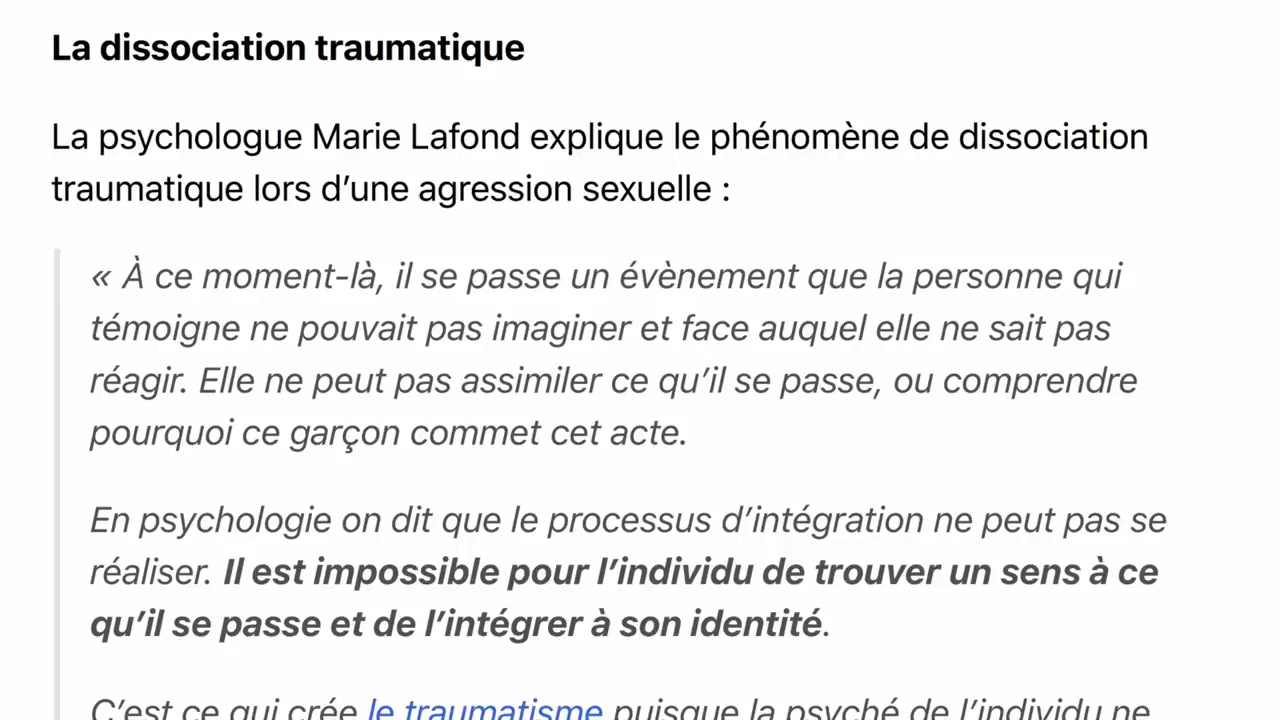 La dissociation traumatique
La psychologue Marie Lafond explique le phénomène de dissociation
traumatique lors d’une agression sexuelle :
« À ce moment-là, il se passe un évènement que la personne qui
témoigne ne pouvait pas imaginer et face auquel elle ne sait pas
réagir. Elle ne peut pas assimiler ce qu’il se passe, ou comprendre
pourquoi ce garçon commet cet acte.
En psychologie on dit que le processus d’intégration ne peut pas se
réaliser. Il est impossible pour l’individu de trouver un sens à ce
qu’il se passe et de l’intégrer à son identité.
C’est ce qui crée le traumatisme puisque la psyché de l’individu ne